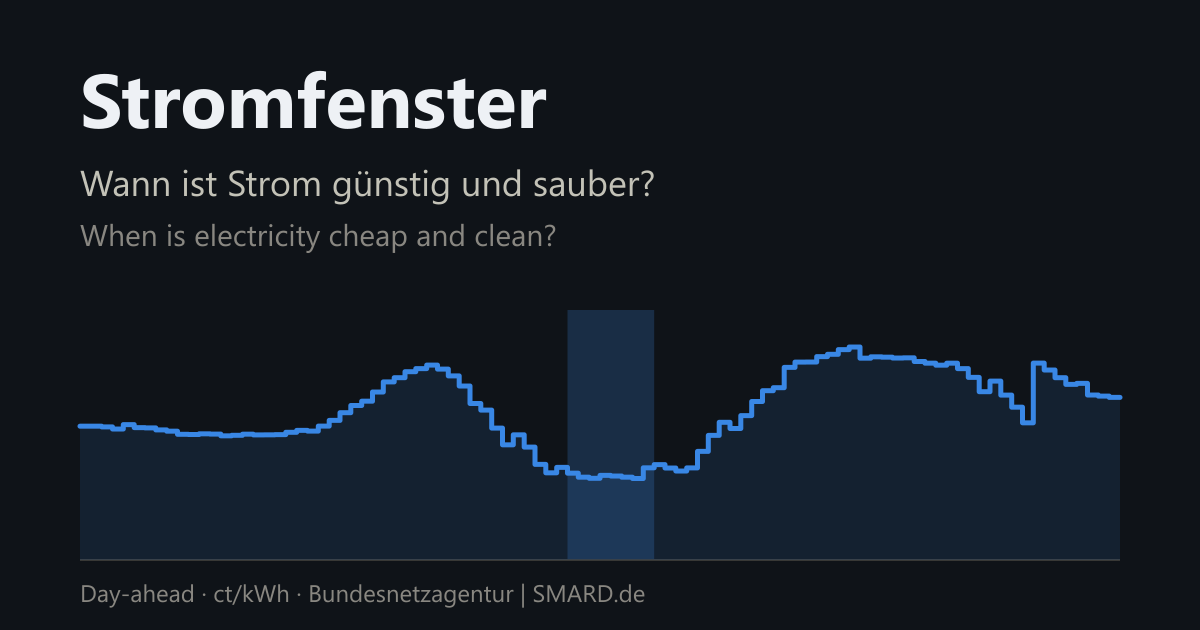 Stromfenster
Wann ist Strom günstig und sauber?
When is electricity cheap and clean?
Day-ahead · ct/kWh · Bundesnetzagentur | SMARD.de